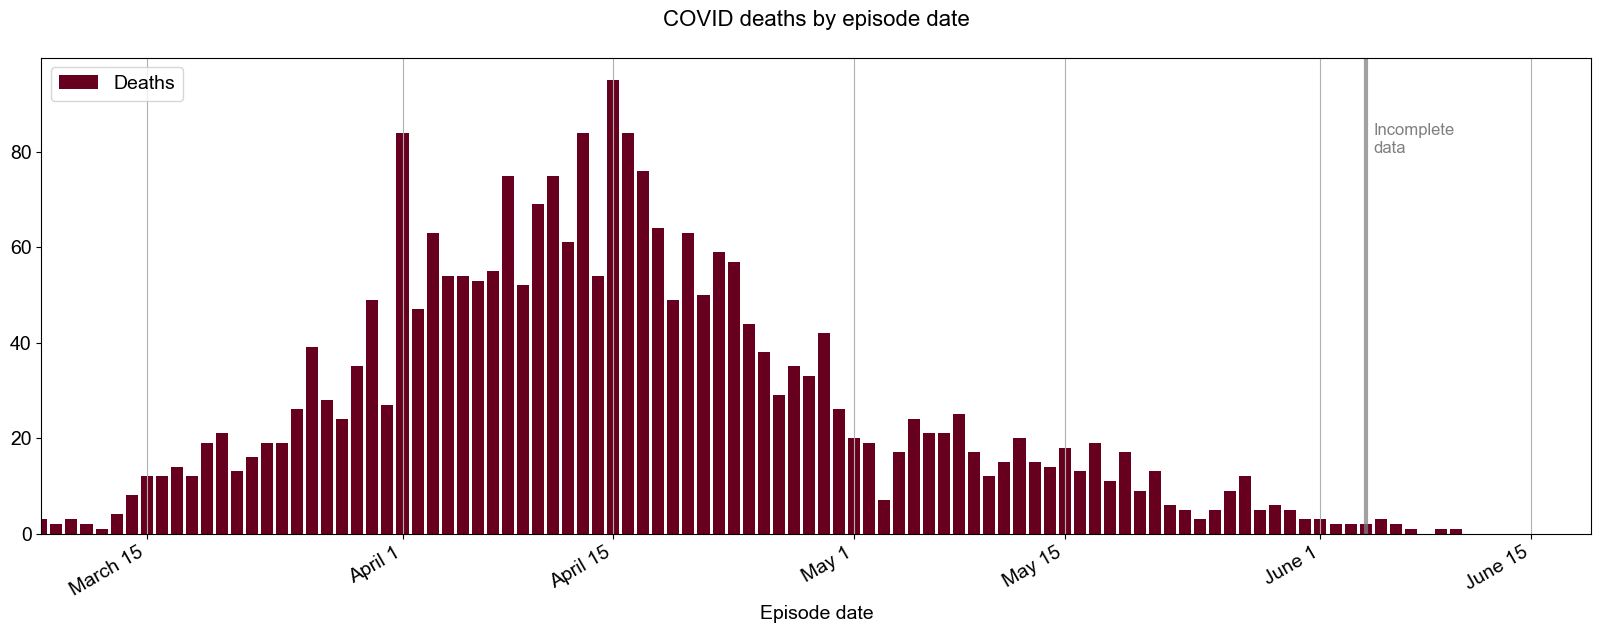 COVID deaths by episode date
Deaths
Incomplete
data
80
60
40
20
0
March 15
April 1
April 15
May 1
May 15
June 1
June 15
Episode date